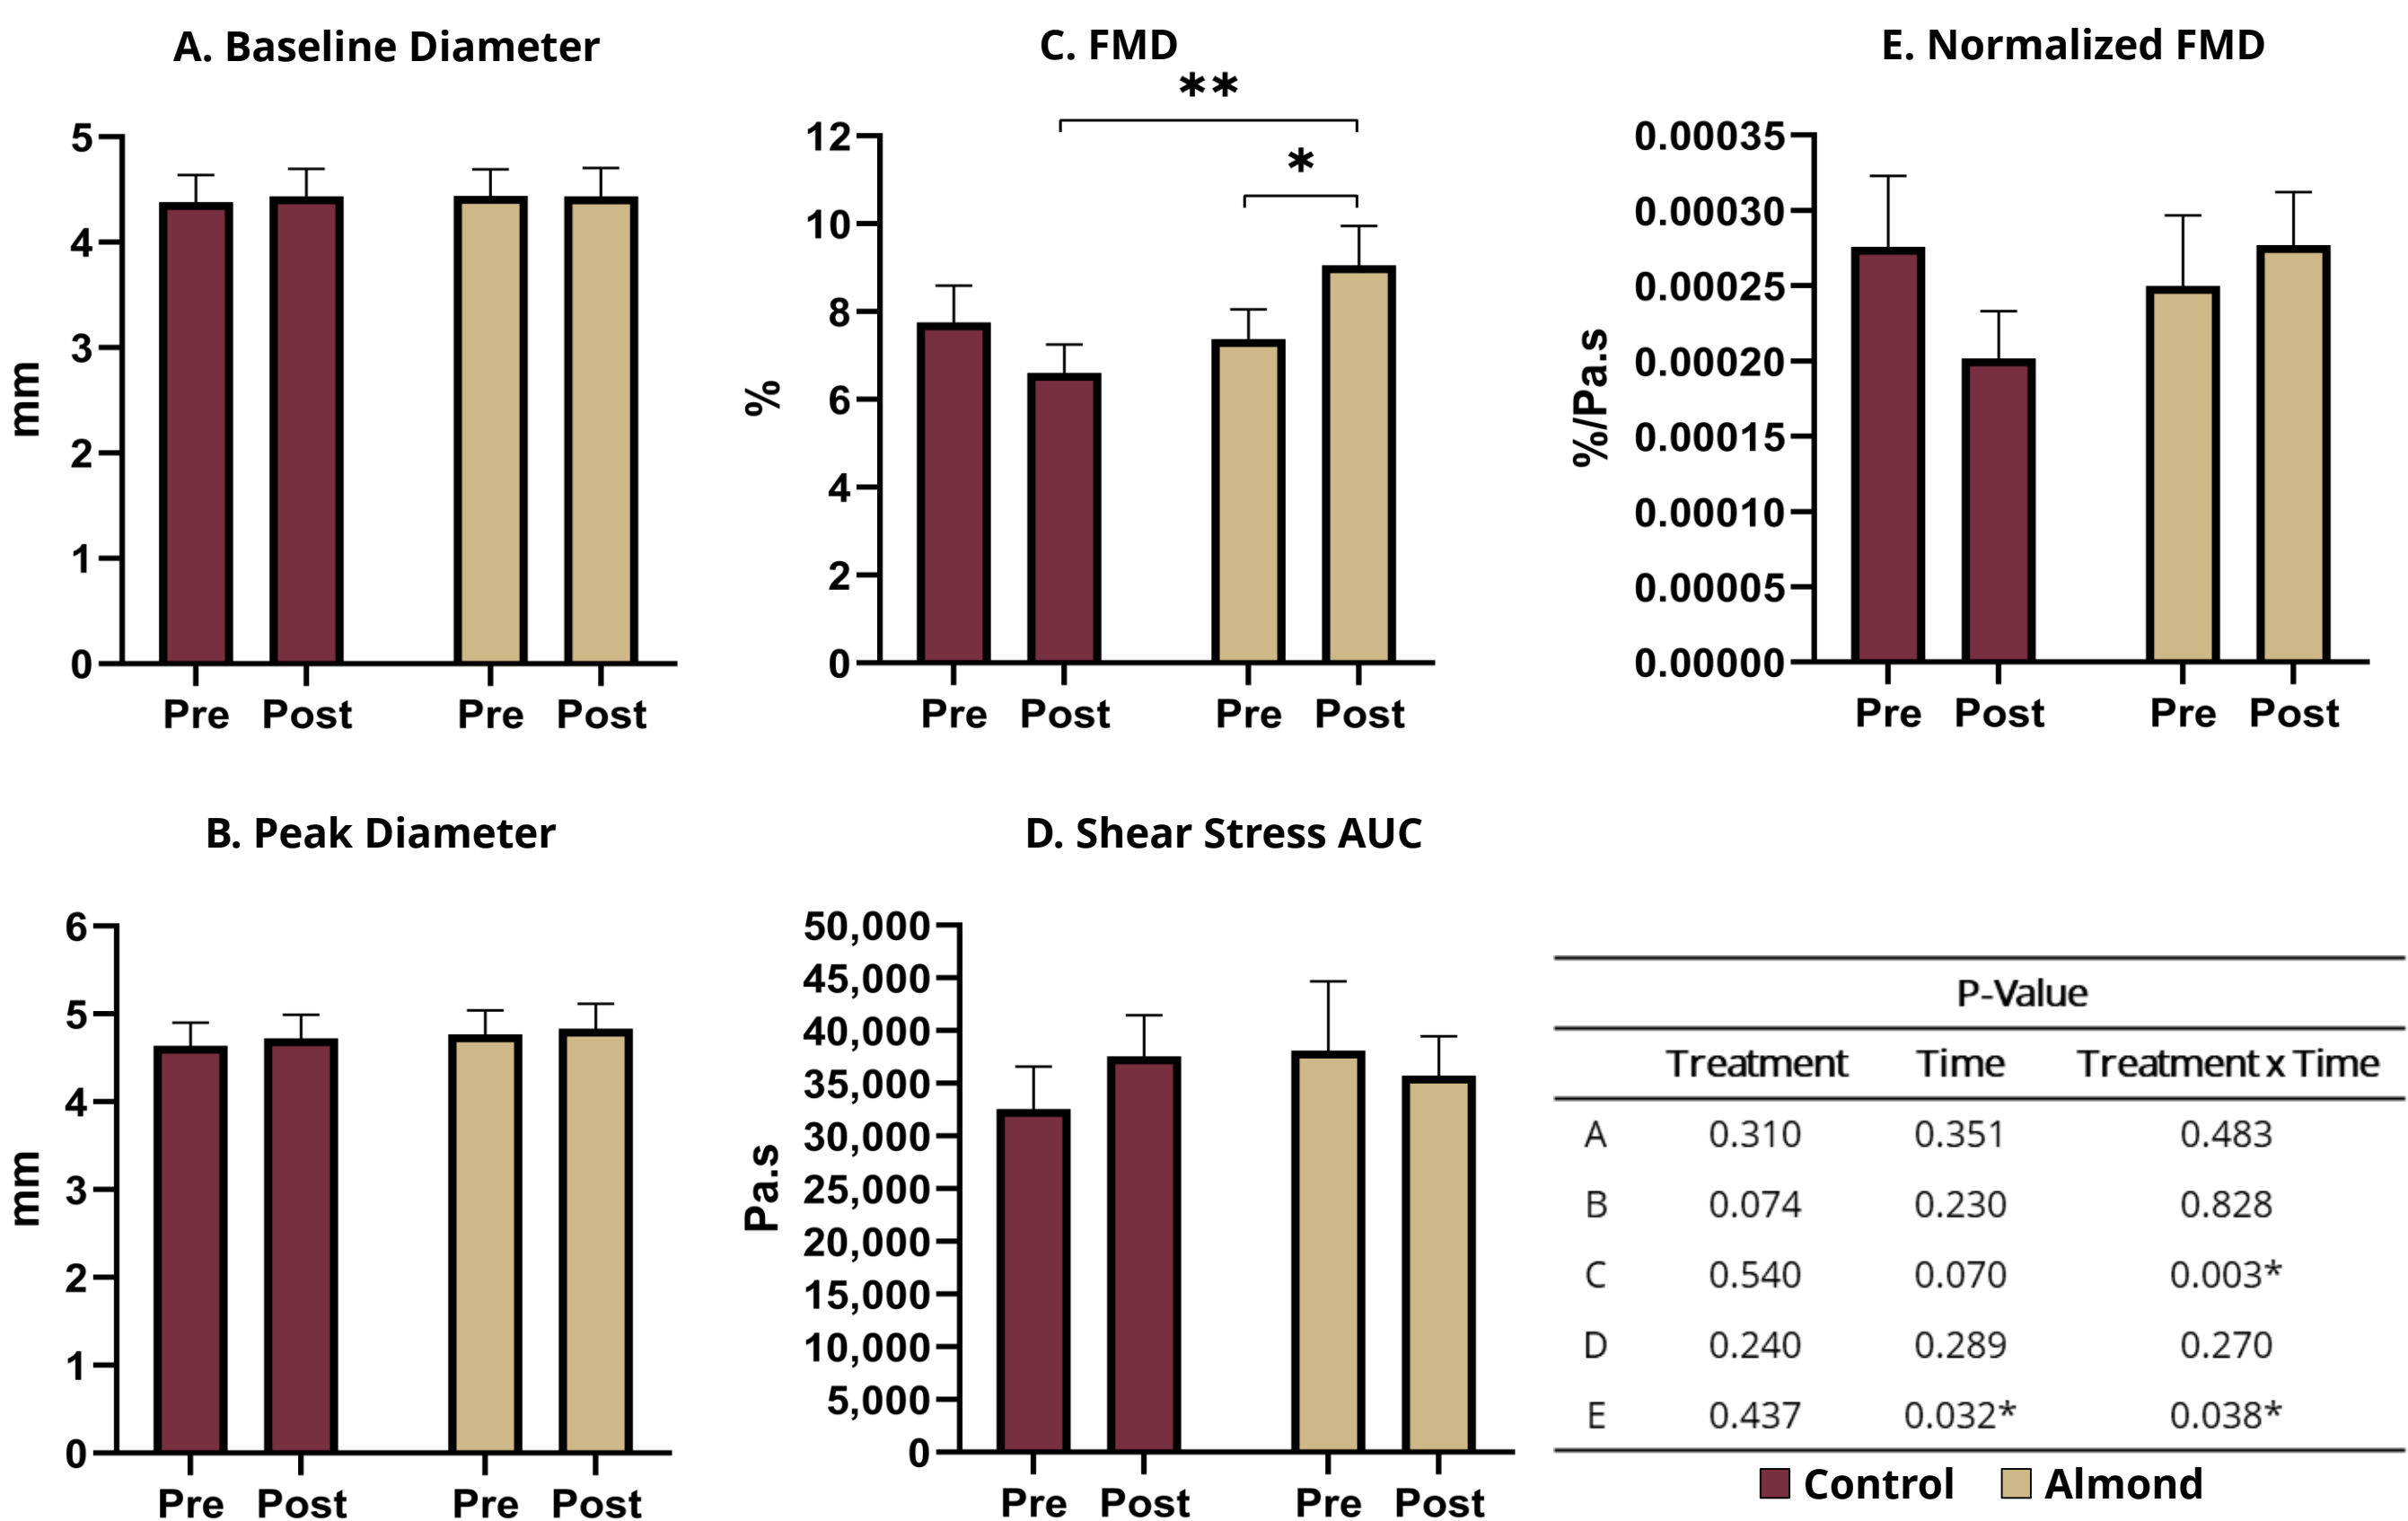 A. Baseline Diameter
5
4
3
2
1
0
mm
Pre Post Pre Post
C. FMD
**
*
12
10
8
6
4
2
0
%
Pre Post Pre Post
E. Normalized FMD
0.00035
0.00030
0.00025
0.00020
0.00015
0.00010
0.00005
0.00000
%/Pa.s
Pre Post Pre Post
B. Peak Diameter
6
5
4
3
2
1
0
mm
Pre Post Pre Post
D. Shear Stress AUC
50,000
45,000
40,000
35,000
30,000
25,000
20,000
15,000
10,000
5,000
0
Pa.s
Pre Post Pre Post
P-Value
Treatment Time Treatment x Time
A 0.310 0.351 0.483
B 0.074 0.230 0.828
C 0.540 0.070 0.003*
D 0.240 0.289 0.270
E 0.437 0.032* 0.038*
Control Almond